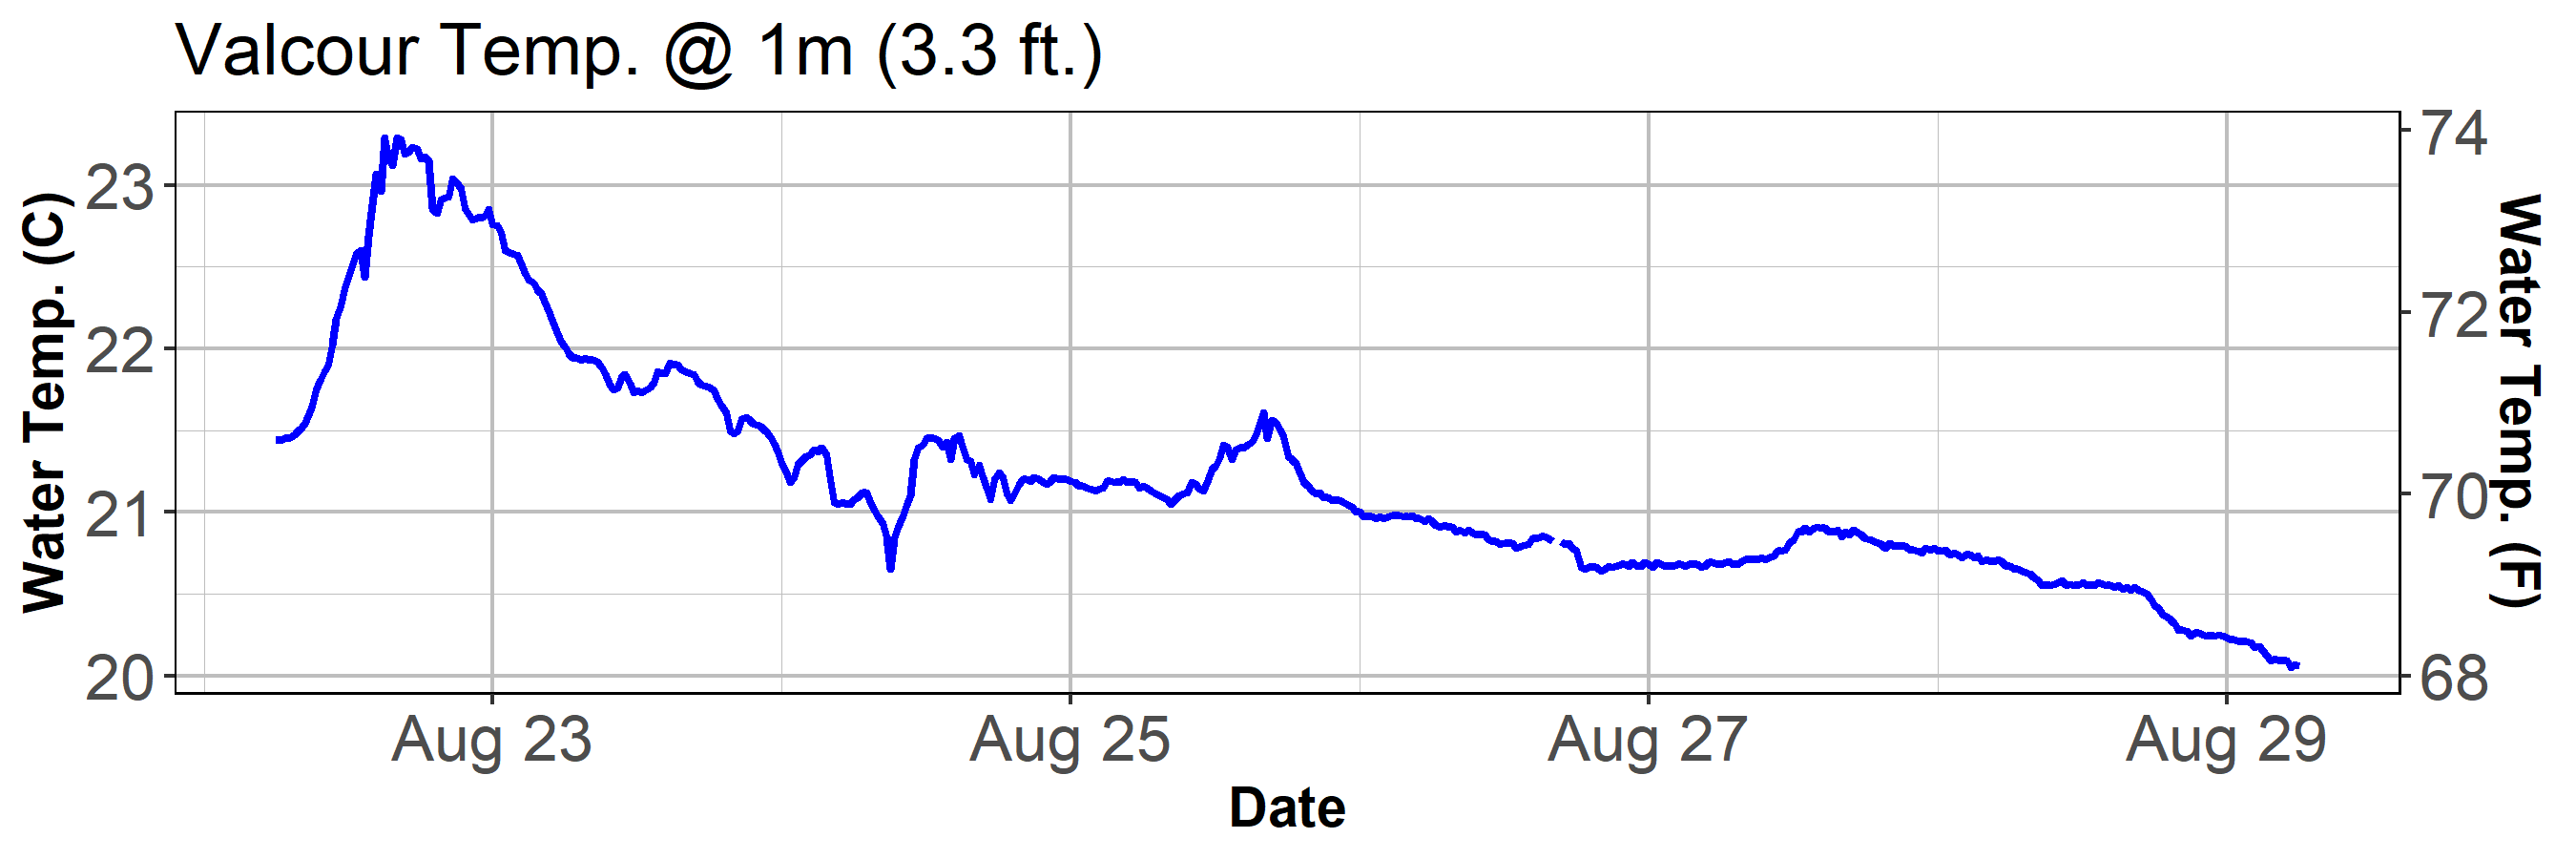 Valcour Temp. @ 1m (3.3 ft.)
Water Temp. (C)
23
22
21
20
74
72
70
68
Water Temp. (F)
Aug 23
Aug 25
Aug 27
Aug 29
Date